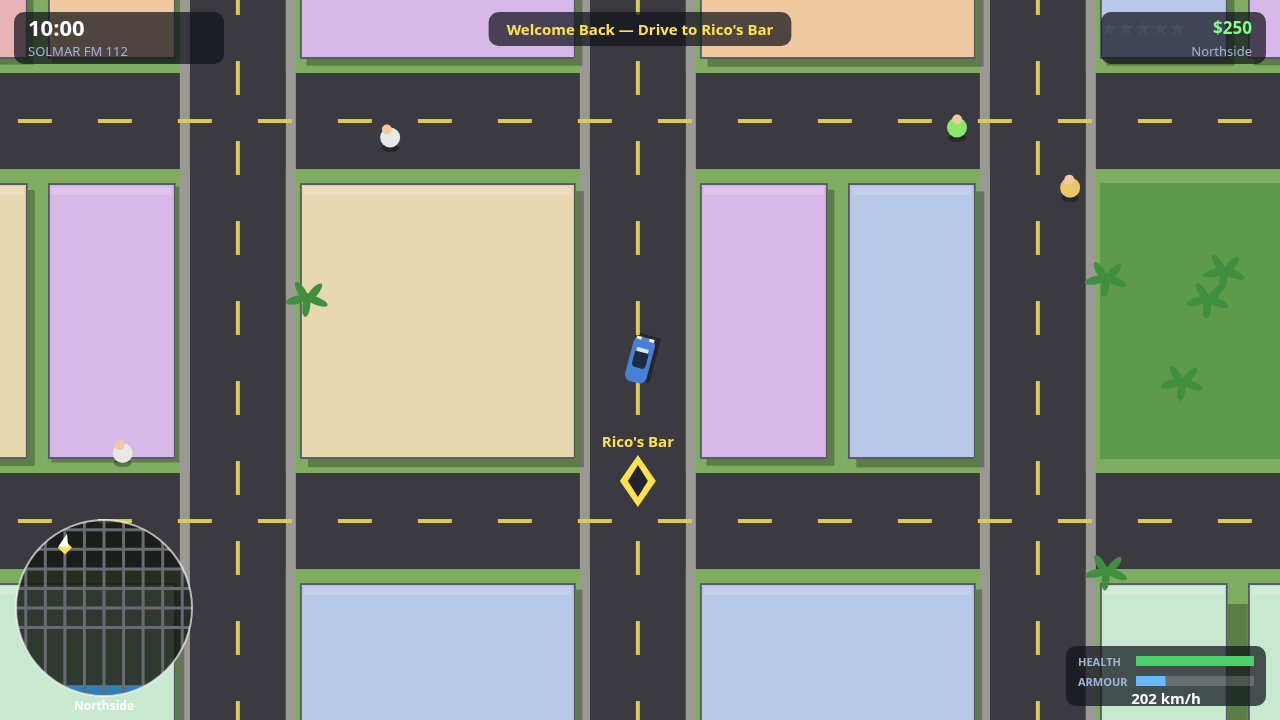 10:00
SOLMAR FM 112
Welcome Back — Drive to Rico's Bar
★★★★★ $250
Northside
Rico's Bar
Northside
HEALTH
ARMOUR
202 km/h